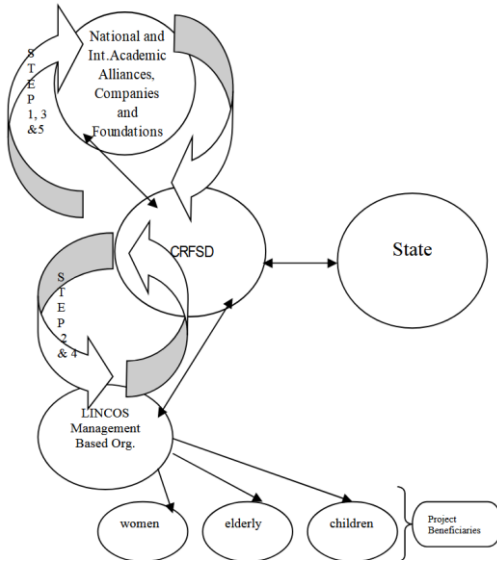 National and
Int.Academic
Alliances,
Companies
and
Foundations
S
T
E
P
1, 3
&5
CRFSD
State
S
T
E
P
2
& 4
LINCOS
Management
Based Org.
women
elderly
children
Project
Beneficiaries